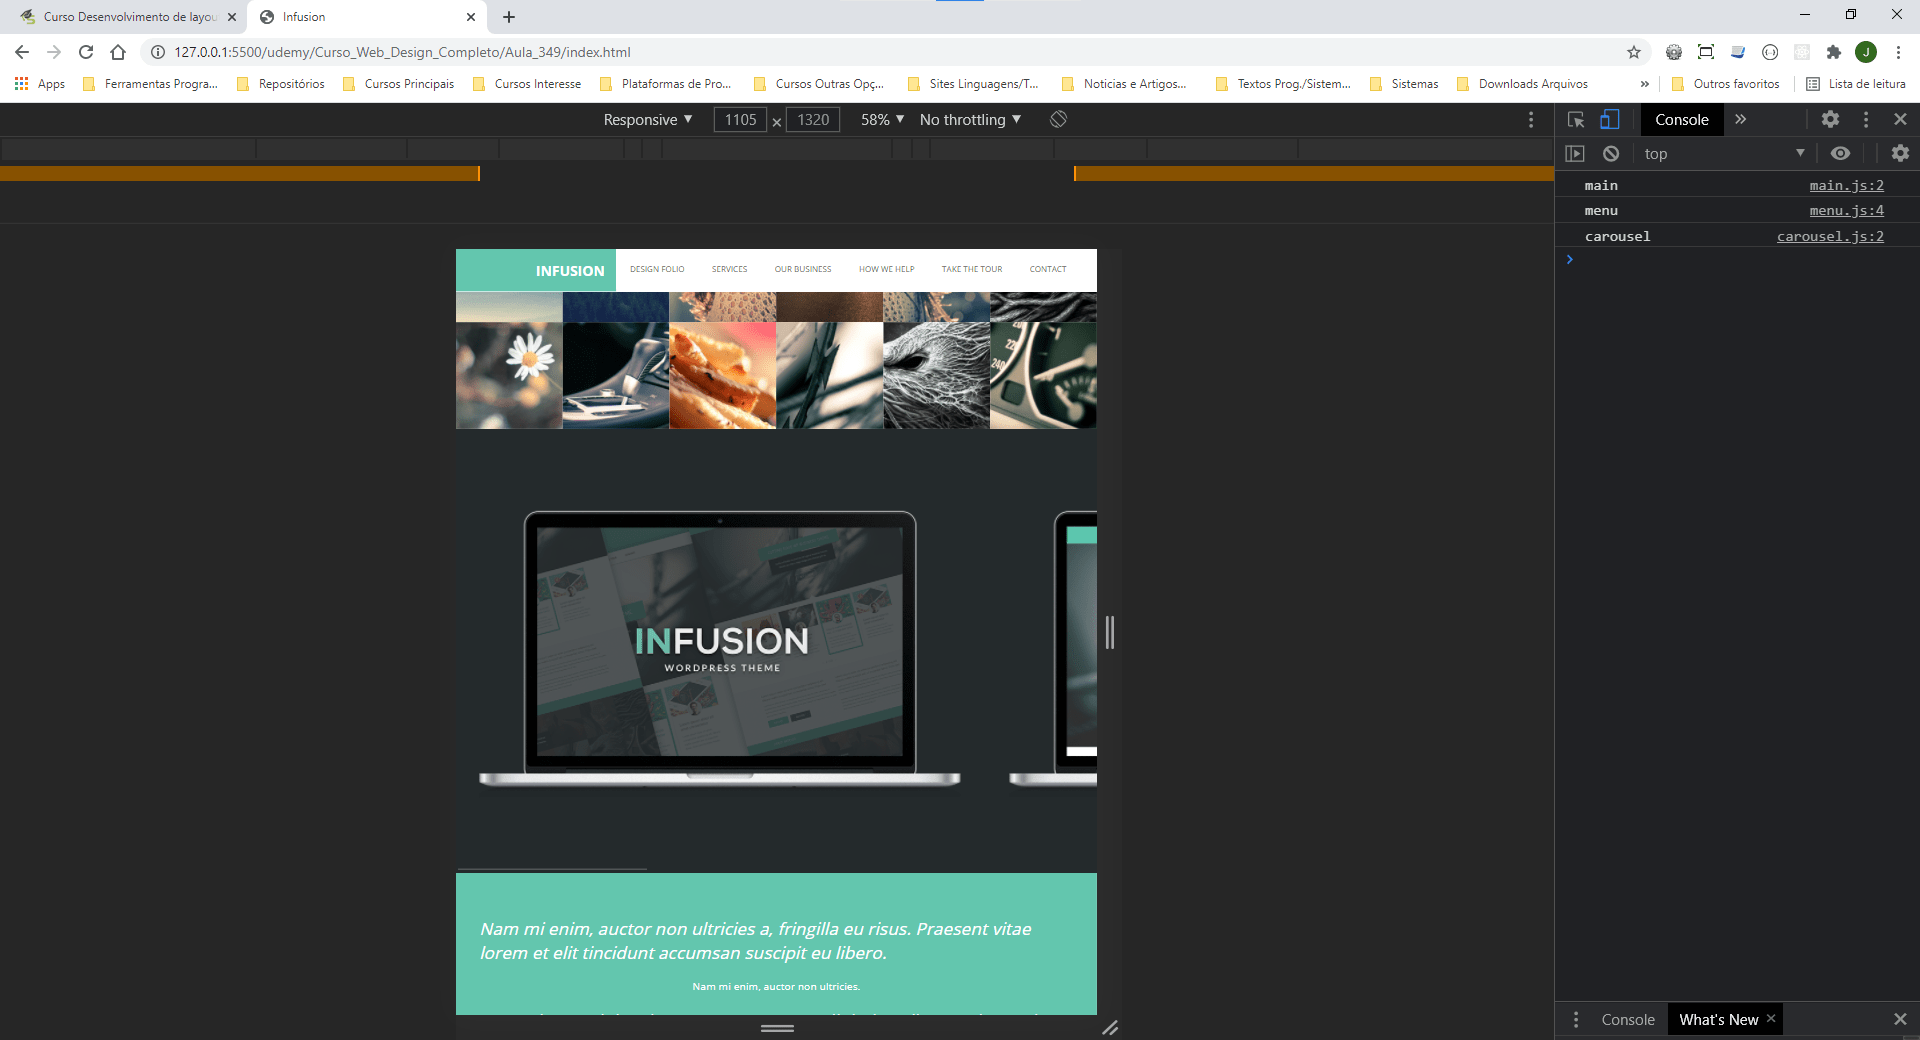 Curso Desenvolvimento de layou
Infusion
127.0.0.1:5500/udemy/Curso_Web_Design_Completo/Aula_349/index.html
J
Apps
Ferramentas Progra...
Repositórios
Cursos Principais
Cursos Interesse
Plataformas de Pro...
Cursos Outras Opç...
Sites Linguagens/T...
Noticias e Artigos...
Textos Prog./Sistem...
Sistemas
Downloads Arquivos
»
Outros favoritos
Lista de leitura
Responsive ▼ 1105 × 1320 58% ▼ No throttling ▼
Console »
top ▼
main main.js:2
menu menu.js:4
carousel carousel.js:2
INFUSION DESIGN FOLIO SERVICES OUR BUSINESS HOW WE HELP TAKE THE TOUR CONTACT
220
240
INFUSION
WORDPRESS THEME
Nam mi enim, auctor non ultricies a, fringilla eu risus. Praesent vitae
lorem et elit tincidunt accumsan suscipit eu libero.
Nam mi enim, auctor non ultricies.
Console What's New